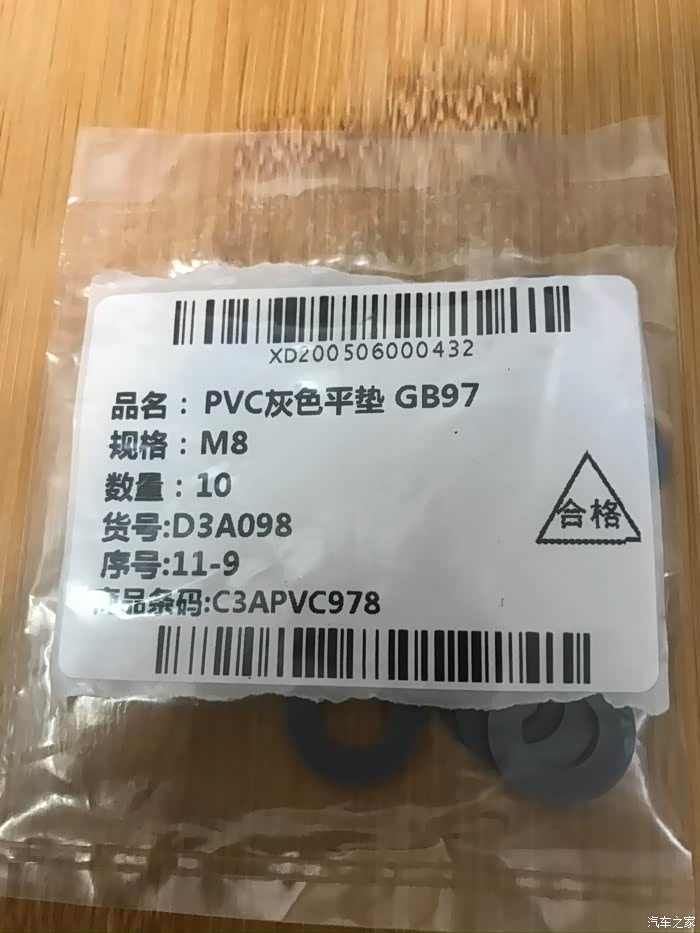 XD200506000432
品名：PVC灰色平垫 GB97
规格：M8
数量：10
货号:D3A098
序号:11-9
合格
商品条码:C3APVC978
汽车之家